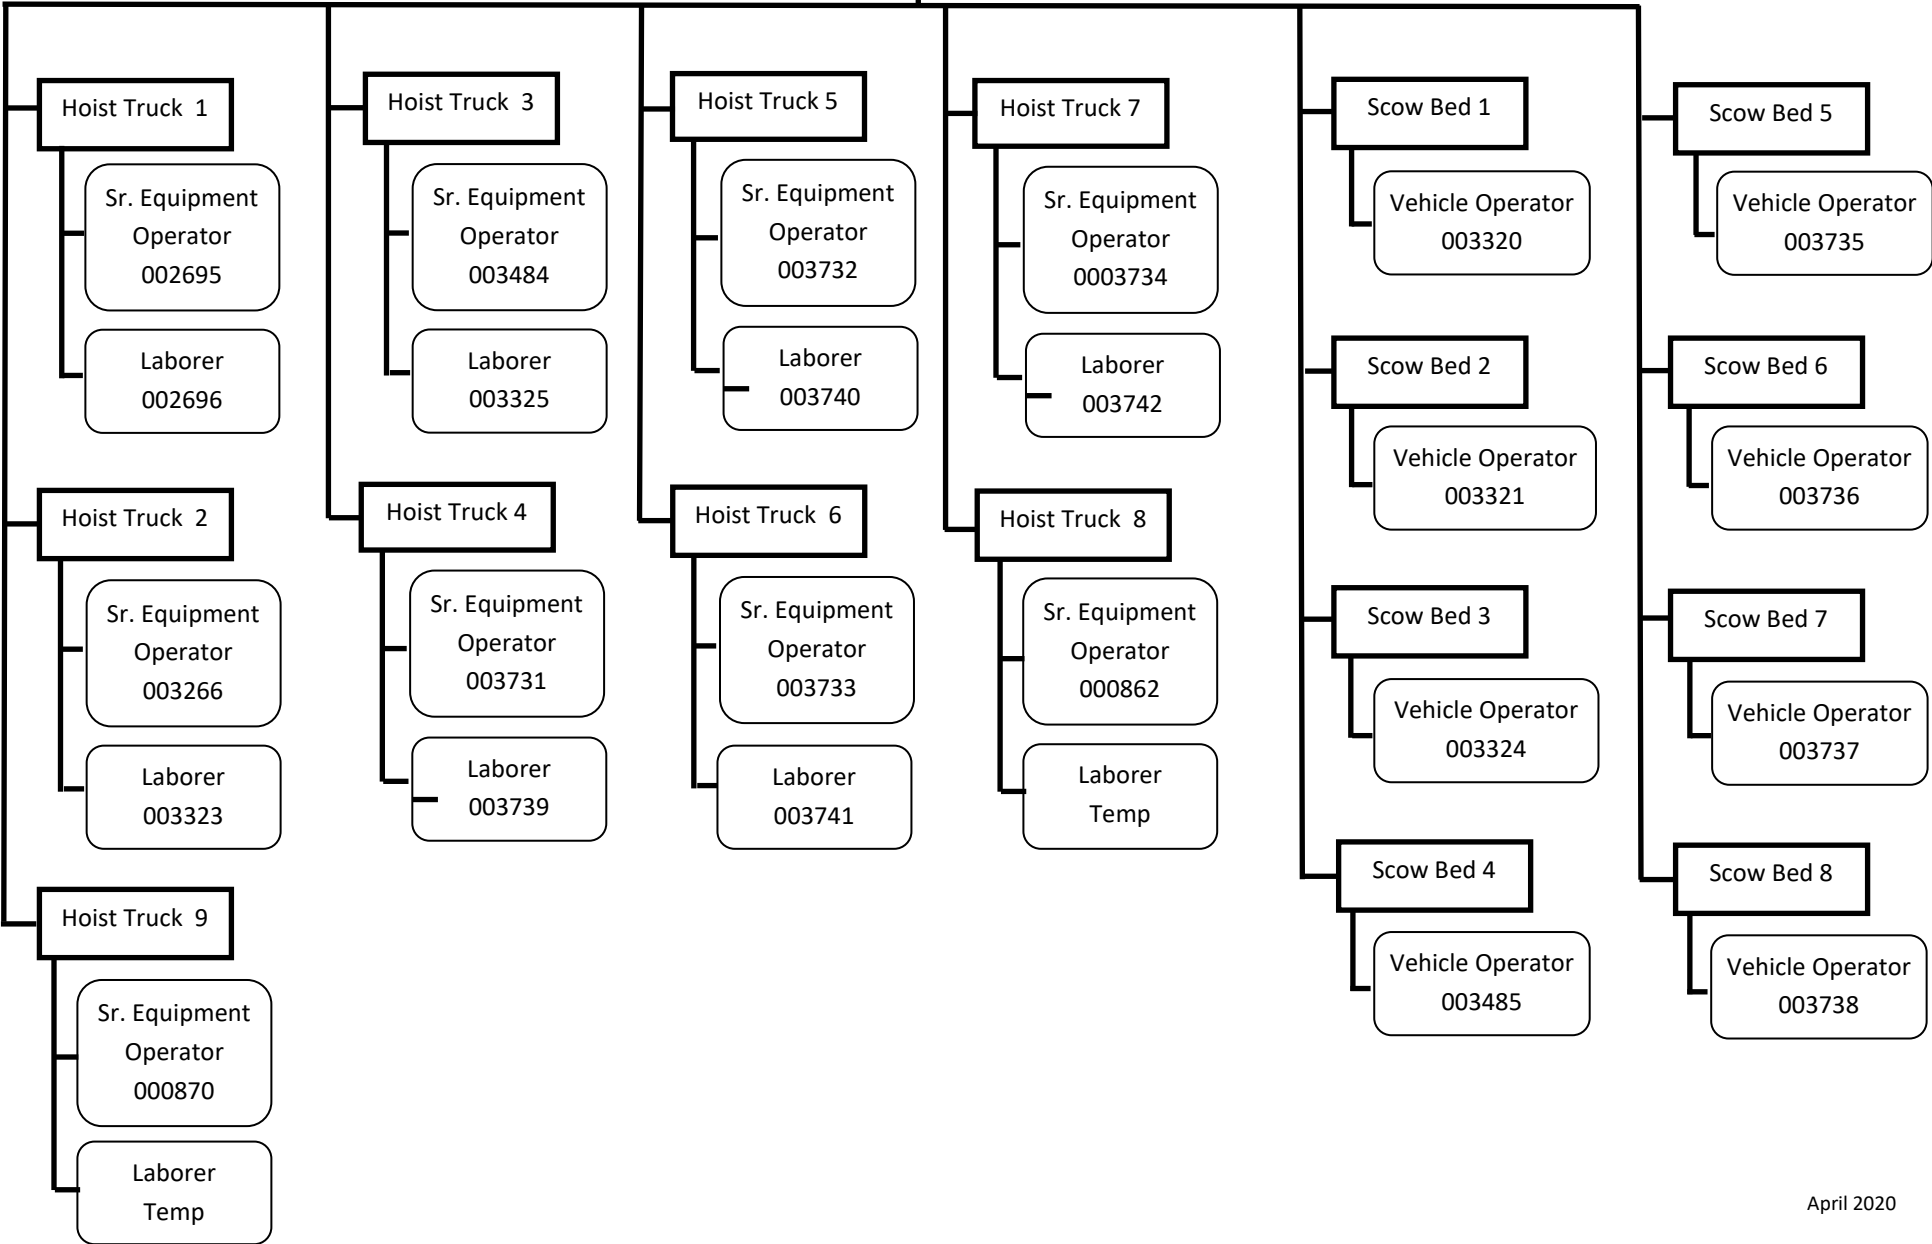 Hoist Truck  1
Sr. Equipment
Operator
002695
Laborer
002696
Hoist Truck  2
Sr. Equipment
Operator
003266
Laborer
003323
Hoist Truck  9
Sr. Equipment
Operator
000870
Laborer
Temp
Hoist Truck  3
Sr. Equipment
Operator
003484
Laborer
003325
Hoist Truck 4
Sr. Equipment
Operator
003731
Laborer
003739
Hoist Truck 5
Sr. Equipment
Operator
003732
Laborer
003740
Hoist Truck  6
Sr. Equipment
Operator
003733
Laborer
003741
Hoist Truck 7
Sr. Equipment
Operator
0003734
Laborer
003742
Hoist Truck  8
Sr. Equipment
Operator
000862
Laborer
Temp
Scow Bed 1
Vehicle Operator
003320
Scow Bed 2
Vehicle Operator
003321
Scow Bed 3
Vehicle Operator
003324
Scow Bed 4
Vehicle Operator
003485
Scow Bed 5
Vehicle Operator
003735
Scow Bed 6
Vehicle Operator
003736
Scow Bed 7
Vehicle Operator
003737
Scow Bed 8
Vehicle Operator
003738
April 2020